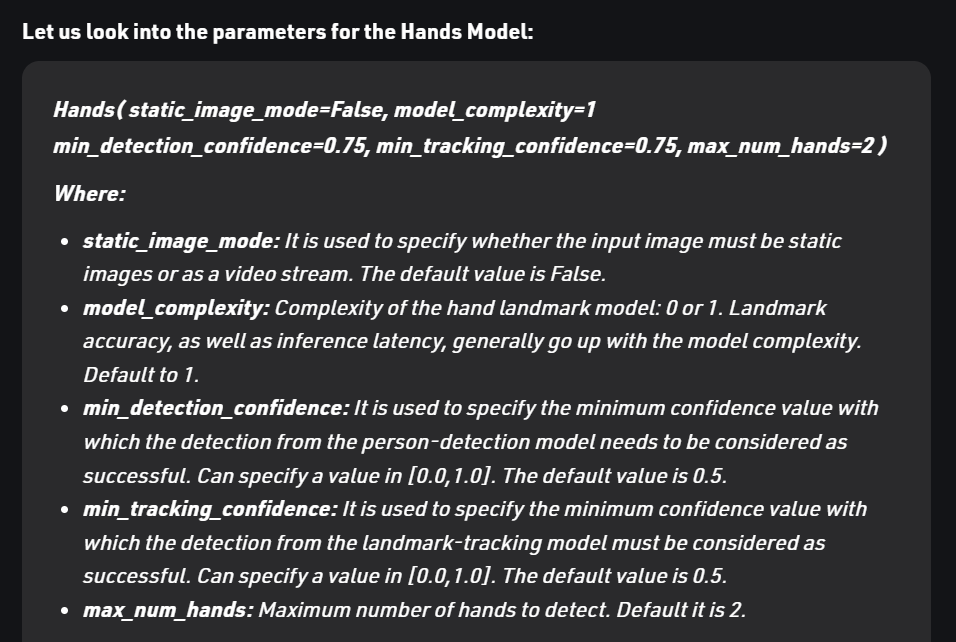 Let us look into the parameters for the Hands Model:
Hands( static_image_mode=False, model_complexity=1
min_detection_confidence=0.75, min_tracking_confidence=0.75, max_num_hands=2 )
Where:
• static_image_mode: It is used to specify whether the input image must be static
images or as a video stream. The default value is False.
• model_complexity: Complexity of the hand landmark model: 0 or 1. Landmark
accuracy, as well as inference latency, generally go up with the model complexity.
Default to 1.
• min_detection_confidence: It is used to specify the minimum confidence value with
which the detection from the person-detection model needs to be considered as
successful. Can specify a value in [0.0,1.0]. The default value is 0.5.
• min_tracking_confidence: It is used to specify the minimum confidence value with
which the detection from the landmark-tracking model must be considered as
successful. Can specify a value in [0.0,1.0]. The default value is 0.5.
• max_num_hands: Maximum number of hands to detect. Default it is 2.